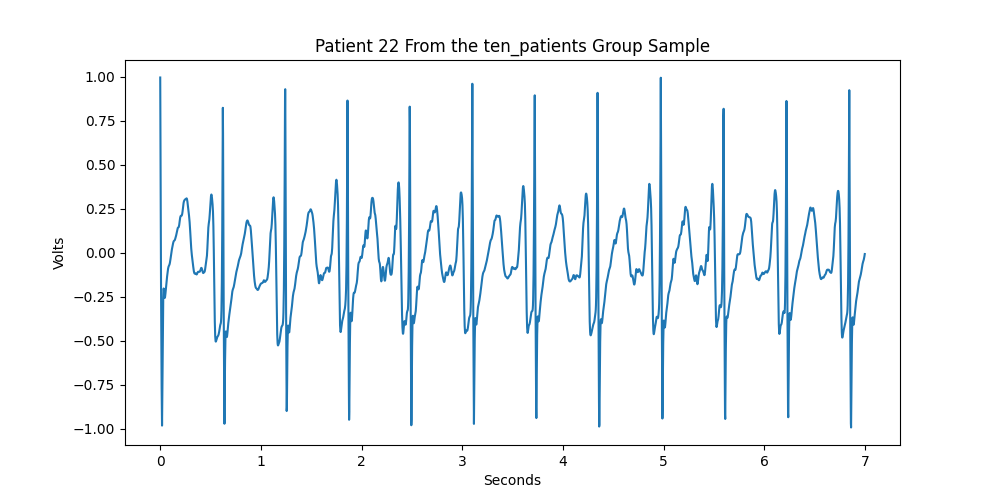 Patient 22 From the ten_patients Group Sample
1.00
0.75
0.50
0.25
0.00
−0.25
−0.50
−0.75
−1.00
Volts
0 1 2 3 4 5 6 7
Seconds